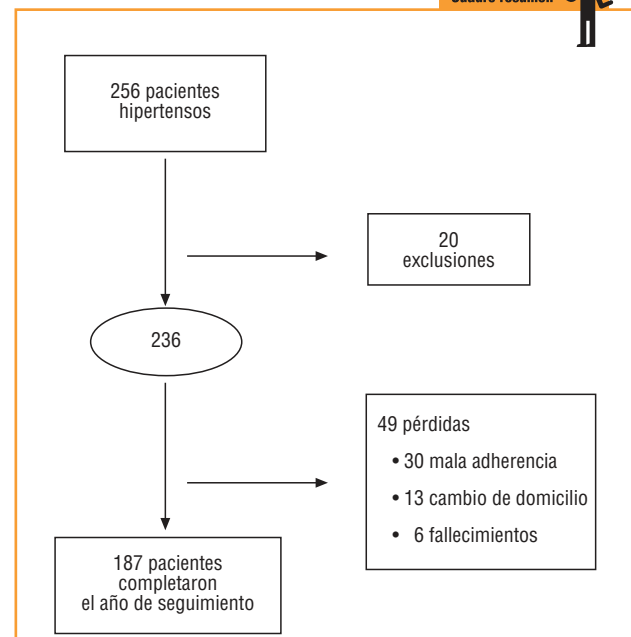 256 pacientes
hipertensos
20
exclusiones
236
49 pérdidas
• 30 mala adherencia
• 13 cambio de domicilio
• 6 fallecimientos
187 pacientes
completaron
el año de seguimiento